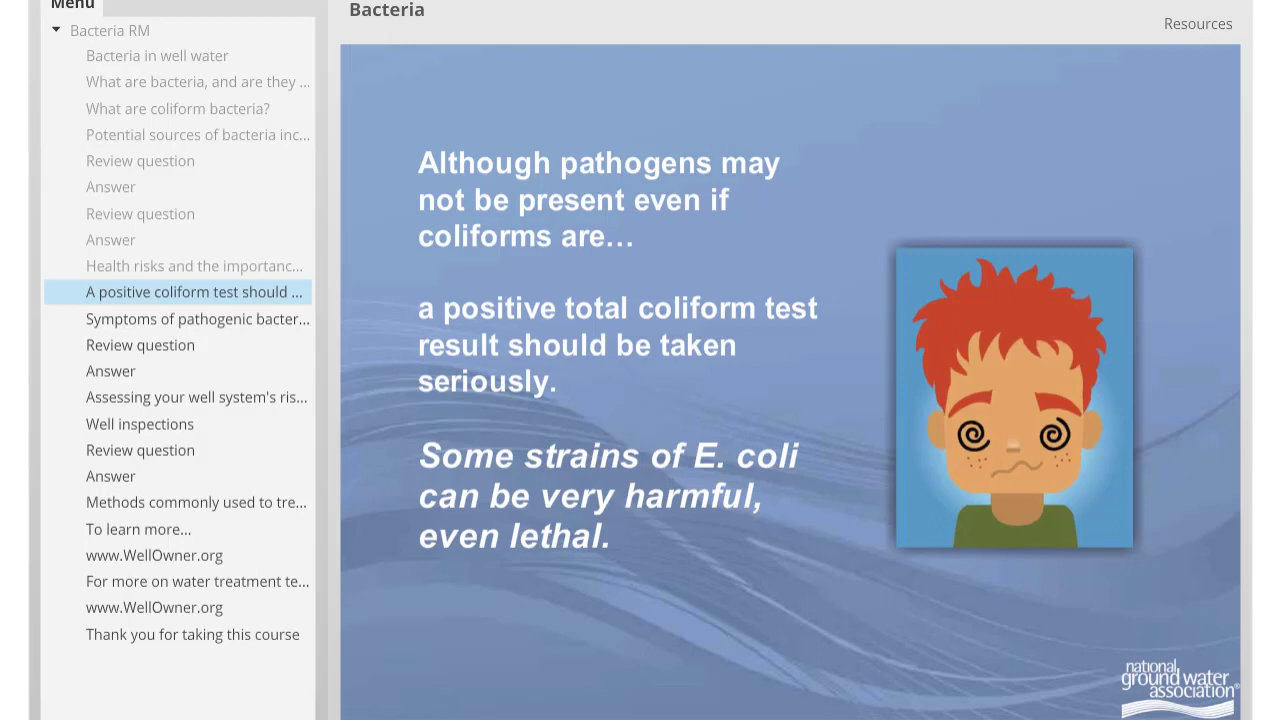 Menu
Bacteria
Resources
Bacteria RM
Bacteria in well water
What are bacteria, and are they ...
What are coliform bacteria?
Potential sources of bacteria inc...
Review question
Answer
Review question
Answer
Health risks and the importanc...
A positive coliform test should ...
Symptoms of pathogenic bacter...
Review question
Answer
Assessing your well system's ris...
Well inspections
Review question
Answer
Methods commonly used to tre...
To learn more...
www.WellOwner.org
For more on water treatment te...
www.WellOwner.org
Thank you for taking this course
Although pathogens may
not be present even if
coliforms are…
a positive total coliform test
result should be taken
seriously.
Some strains of E. coli
can be very harmful,
even lethal.
national
ground water
association®